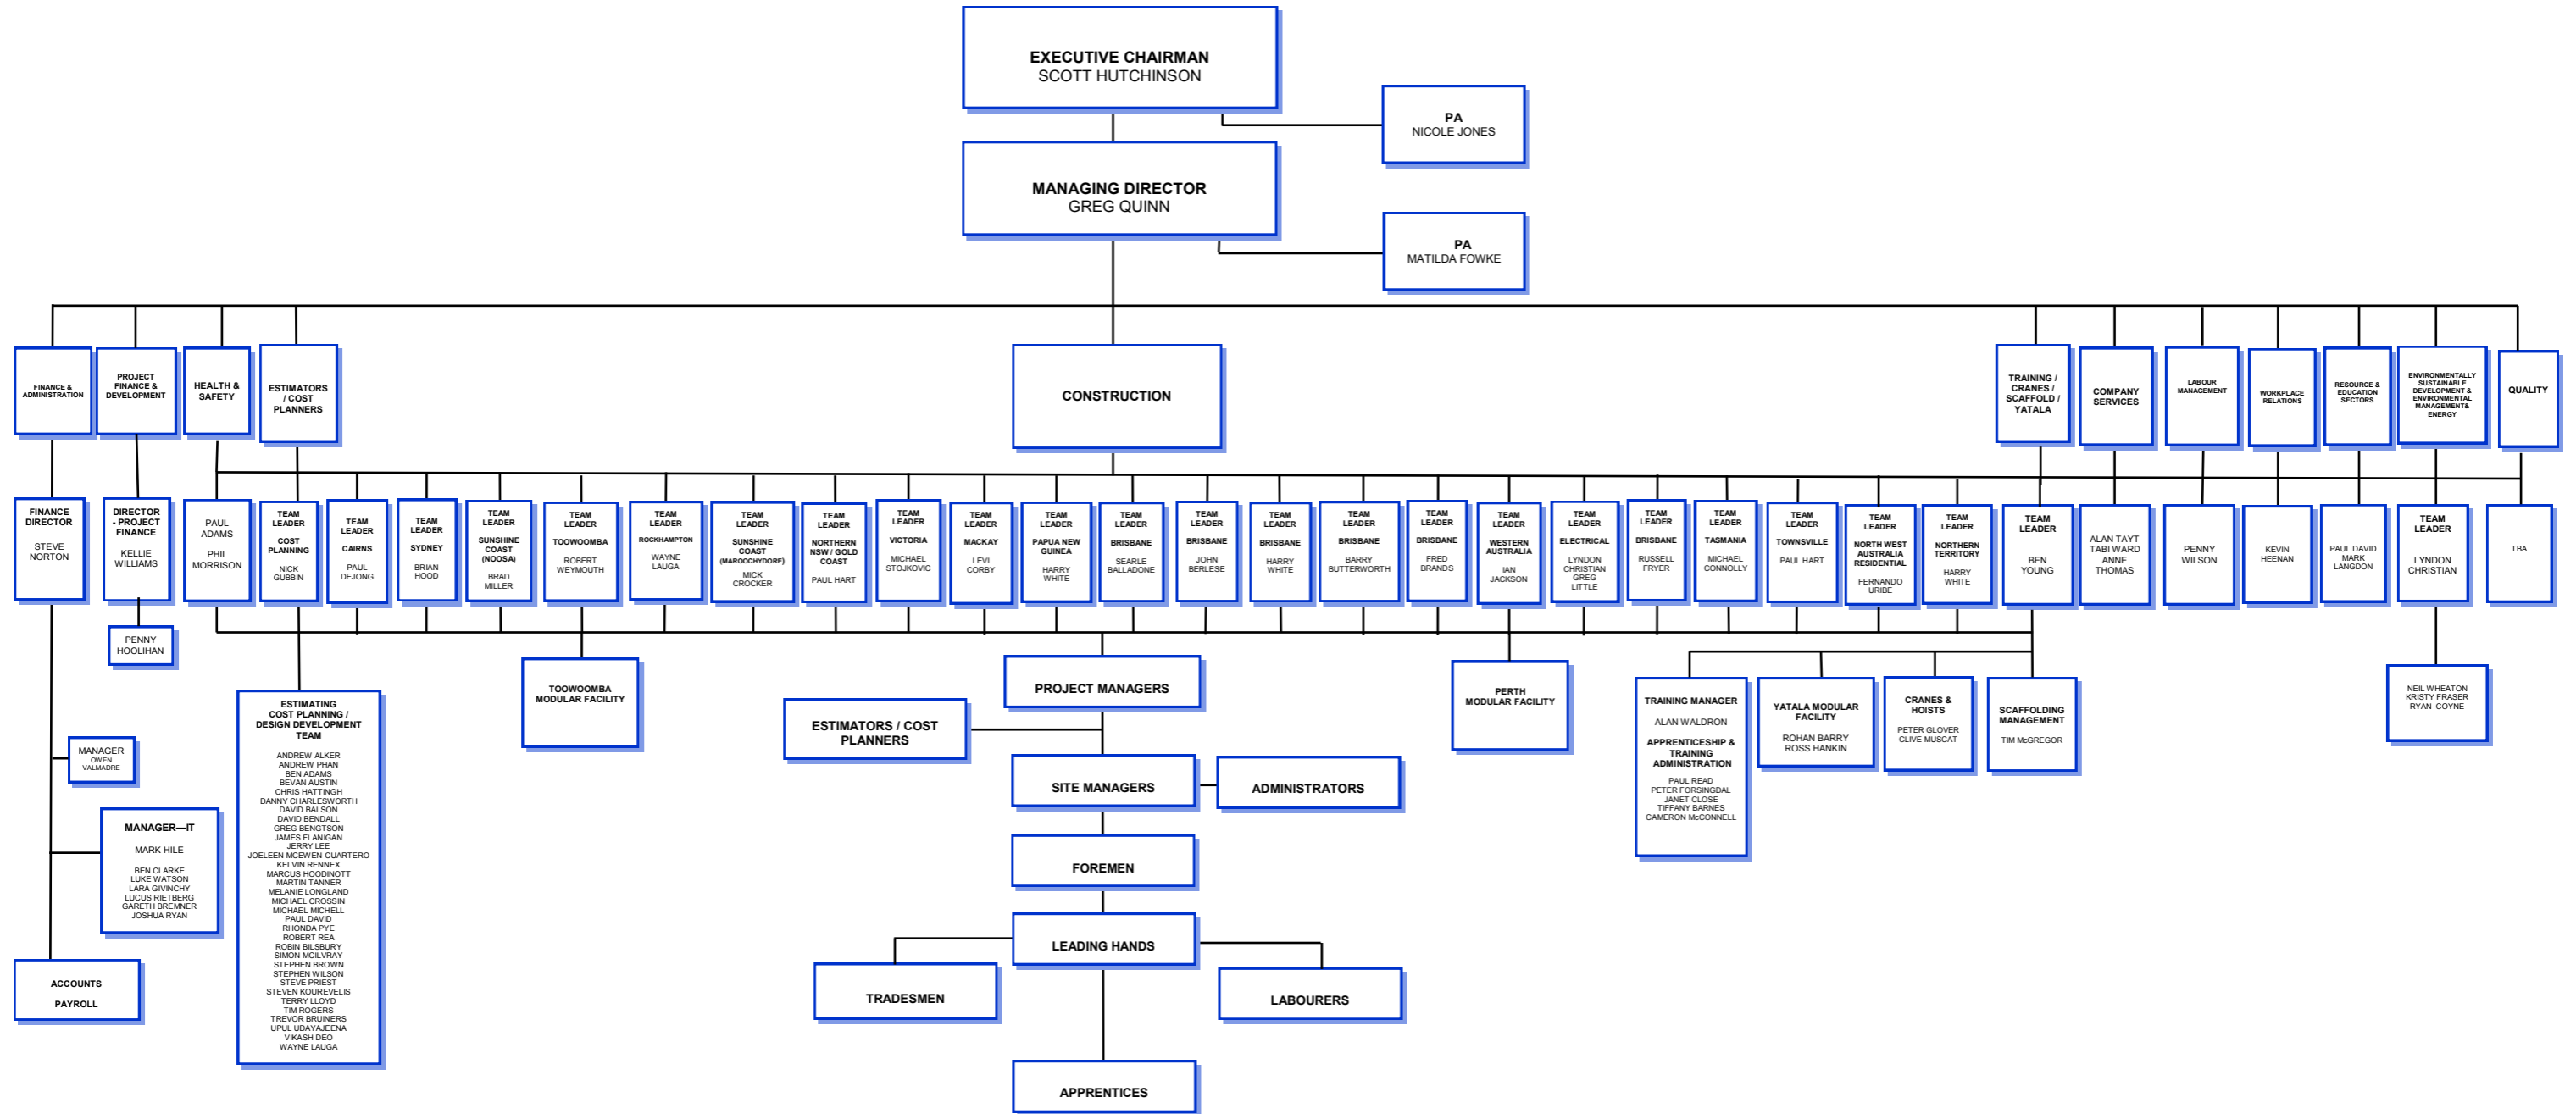 EXECUTIVE CHAIRMAN
SCOTT HUTCHINSON
PA
NICOLE JONES
MANAGING DIRECTOR
GREG QUINN
PA
MATILDA FOWKE
FINANCE &
ADMINISTRATION
PROJECT
FINANCE &
DEVELOPMENT
HEALTH &
SAFETY
ESTIMATORS
/ COST
PLANNERS
CONSTRUCTION
TRAINING /
CRANES /
SCAFFOLD /
YATALA
COMPANY
SERVICES
LABOUR
MANAGEMENT
WORKPLACE
RELATIONS
RESOURCE &
EDUCATION
SECTORS
ENVIRONMENTALLY
SUSTAINABLE
DEVELOPMENT &
ENVIRONMENTAL
MANAGEMENT&
ENERGY
QUALITY
FINANCE
DIRECTOR
STEVE
NORTON
DIRECTOR
- PROJECT
FINANCE
KELLIE
WILLIAMS
PAUL
ADAMS
PHIL
MORRISON
TEAM
LEADER
COST
PLANNING
NICK
GUBBIN
TEAM
LEADER
CAIRNS
PAUL
DEJONG
TEAM
LEADER
SYDNEY
BRIAN
HOOD
TEAM
LEADER
SUNSHINE
COAST
(NOOSA)
BRAD
MILLER
TEAM
LEADER
TOOWOOMBA
ROBERT
WEYMOUTH
TEAM
LEADER
ROCKHAMPTON
WAYNE
LAUGA
TEAM
LEADER
SUNSHINE
COAST
(MAROOCHYDORE)
MICK
CROCKER
TEAM
LEADER
NORTHERN
NSW / GOLD
COAST
PAUL HART
TEAM
LEADER
VICTORIA
MICHAEL
STOJKOVIC
TEAM
LEADER
MACKAY
LEVI
CORBY
TEAM
LEADER
PAPUA NEW
GUINEA
HARRY
WHITE
TEAM
LEADER
BRISBANE
SEARLE
BALLADONE
TEAM
LEADER
BRISBANE
JOHN
BERLESE
TEAM
LEADER
BRISBANE
HARRY
WHITE
TEAM
LEADER
BRISBANE
BARRY
BUTTERWORTH
TEAM
LEADER
BRISBANE
FRED
BRANDS
TEAM
LEADER
WESTERN
AUSTRALIA
IAN
JACKSON
TEAM
LEADER
ELECTRICAL
LYNDON
CHRISTIAN
GREG
LITTLE
TEAM
LEADER
BRISBANE
RUSSELL
FRYER
TEAM
LEADER
TASMANIA
MICHAEL
CONNOLLY
TEAM
LEADER
TOWNSVILLE
PAUL HART
TEAM
LEADER
NORTH WEST
AUSTRALIA
RESIDENTIAL
FERNANDO
URIBE
TEAM
LEADER
NORTHERN
TERRITORY
HARRY
WHITE
TEAM
LEADER
BEN
YOUNG
ALAN TAYT
TABI WARD
ANNE
THOMAS
PENNY
WILSON
KEVIN
HEENAN
PAUL DAVID
MARK
LANGDON
TEAM
LEADER
LYNDON
CHRISTIAN
TBA
PENNY
HOOLIHAN
MANAGER
OWEN
VALMADRE
MANAGER—IT
MARK HILE
BEN CLARKE
LUKE WATSON
LARA GIVINCHY
LUCUS RIETBERG
GARETH BREMNER
JOSHUA RYAN
ACCOUNTS
PAYROLL
ESTIMATING
COST PLANNING /
DESIGN DEVELOPMENT
TEAM
ANDREW ALKER
ANDREW PHAN
BEN ADAMS
BEVAN AUSTIN
CHRIS HATTINGH
DANNY CHARLESWORTH
DAVID BALSON
DAVID BENDALL
GREG BENGTSON
JAMES FLANIGAN
JERRY LEE
JOELEEN MCEWEN-CUARTERO
KELVIN RENNEX
MARCUS HOODINOTT
MARTIN TANNER
MELANIE LONGLAND
MICHAEL CROSSIN
MICHAEL MICHELL
PAUL DAVID
RHONDA PYE
ROBERT REA
ROBIN BILSBURY
SIMON MCILVRAY
STEPHEN BROWN
STEPHEN WILSON
STEVE PRIEST
STEVEN KOUREVELIS
TERRY LLOYD
TIM ROGERS
TREVOR BRUINERS
UPUL UDAYAJEENA
VIKASH DEO
WAYNE LAUGA
TOOWOOMBA
MODULAR FACILITY
PROJECT MANAGERS
ESTIMATORS / COST
PLANNERS
SITE MANAGERS
ADMINISTRATORS
FOREMEN
LEADING HANDS
TRADESMEN
LABOURERS
APPRENTICES
PERTH
MODULAR FACILITY
TRAINING MANAGER
ALAN WALDRON
APPRENTICESHIP &
TRAINING
ADMINISTRATION
PAUL READ
PETER FORSINGDAL
JANET CLOSE
TIFFANY BARNES
CAMERON McCONNELL
YATALA MODULAR
FACILITY
ROHAN BARRY
ROSS HANKIN
CRANES &
HOISTS
PETER GLOVER
CLIVE MUSCAT
SCAFFOLDING
MANAGEMENT
TIM McGREGOR
NEIL WHEATON
KRISTY FRASER
RYAN COYNE